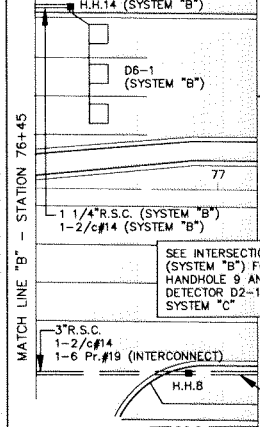 H.H.14 (SYSTEM "B")
D6-1
(SYSTEM "B")
MATCH LINE "B" - STATION 76+45
77
1 1/4"R.S.C. (SYSTEM "B")
1-2/c#14 (SYSTEM "B")
SEE INTERSECTI
(SYSTEM "B") F
HANDHOLE 9 AN
DETECTOR D2-1
SYSTEM "C"
3"R.S.C.
1-2/c#14
1-6 Pr.#19 (INTERCONNECT)
H.H.8